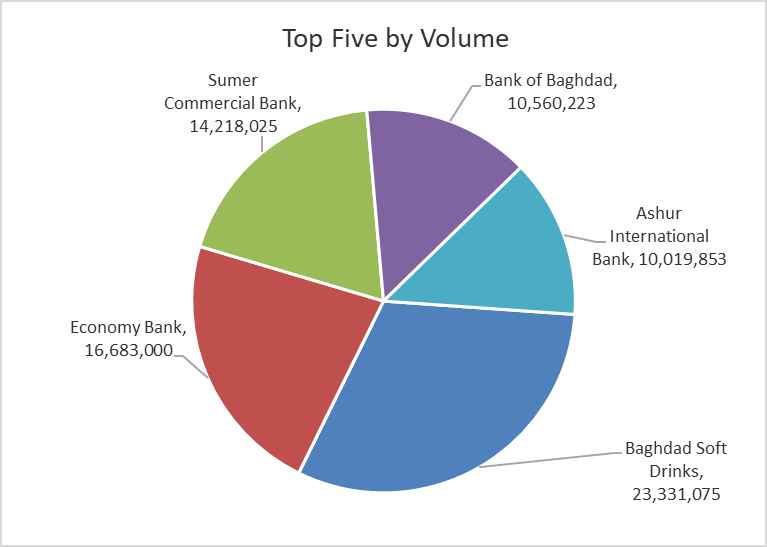 Top Five by Volume
Sumer
Commercial Bank,
14,218,025
Bank of Baghdad,
10,560,223
Ashur
International
Bank, 10,019,853
Economy Bank,
16,683,000
Baghdad Soft
Drinks,
23,331,075